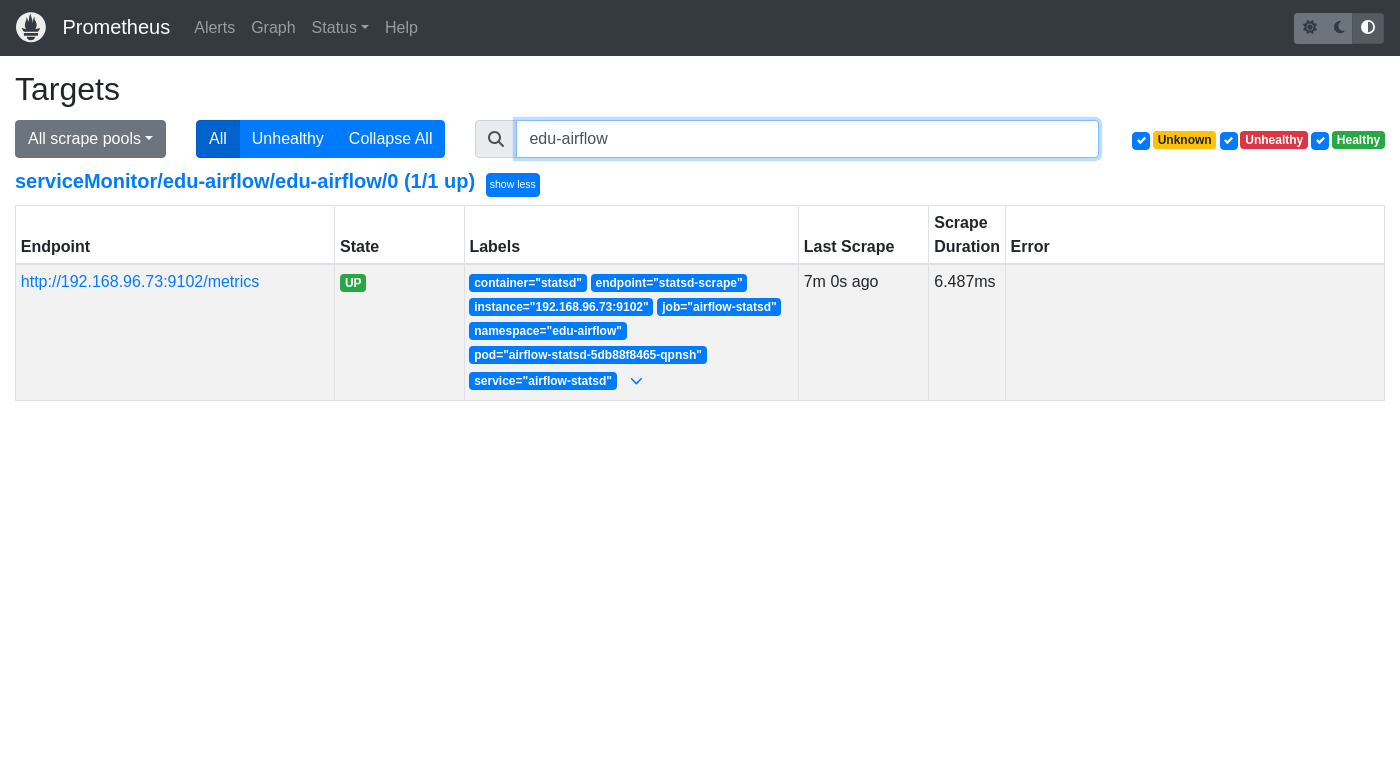 Prometheus Alerts Graph Status Help
Targets
All scrape pools All Unhealthy Collapse All edu-airflow Unknown Unhealthy Healthy
serviceMonitor/edu-airflow/edu-airflow/0 (1/1 up) show less
Endpoint State Labels Last Scrape Scrape Duration Error
http://192.168.96.73:9102/metrics UP container="statsd" endpoint="statsd-scrape" 7m 0s ago 6.487ms
instance="192.168.96.73:9102" job="airflow-statsd"
namespace="edu-airflow"
pod="airflow-statsd-5db88f8465-qpnsh"
service="airflow-statsd"